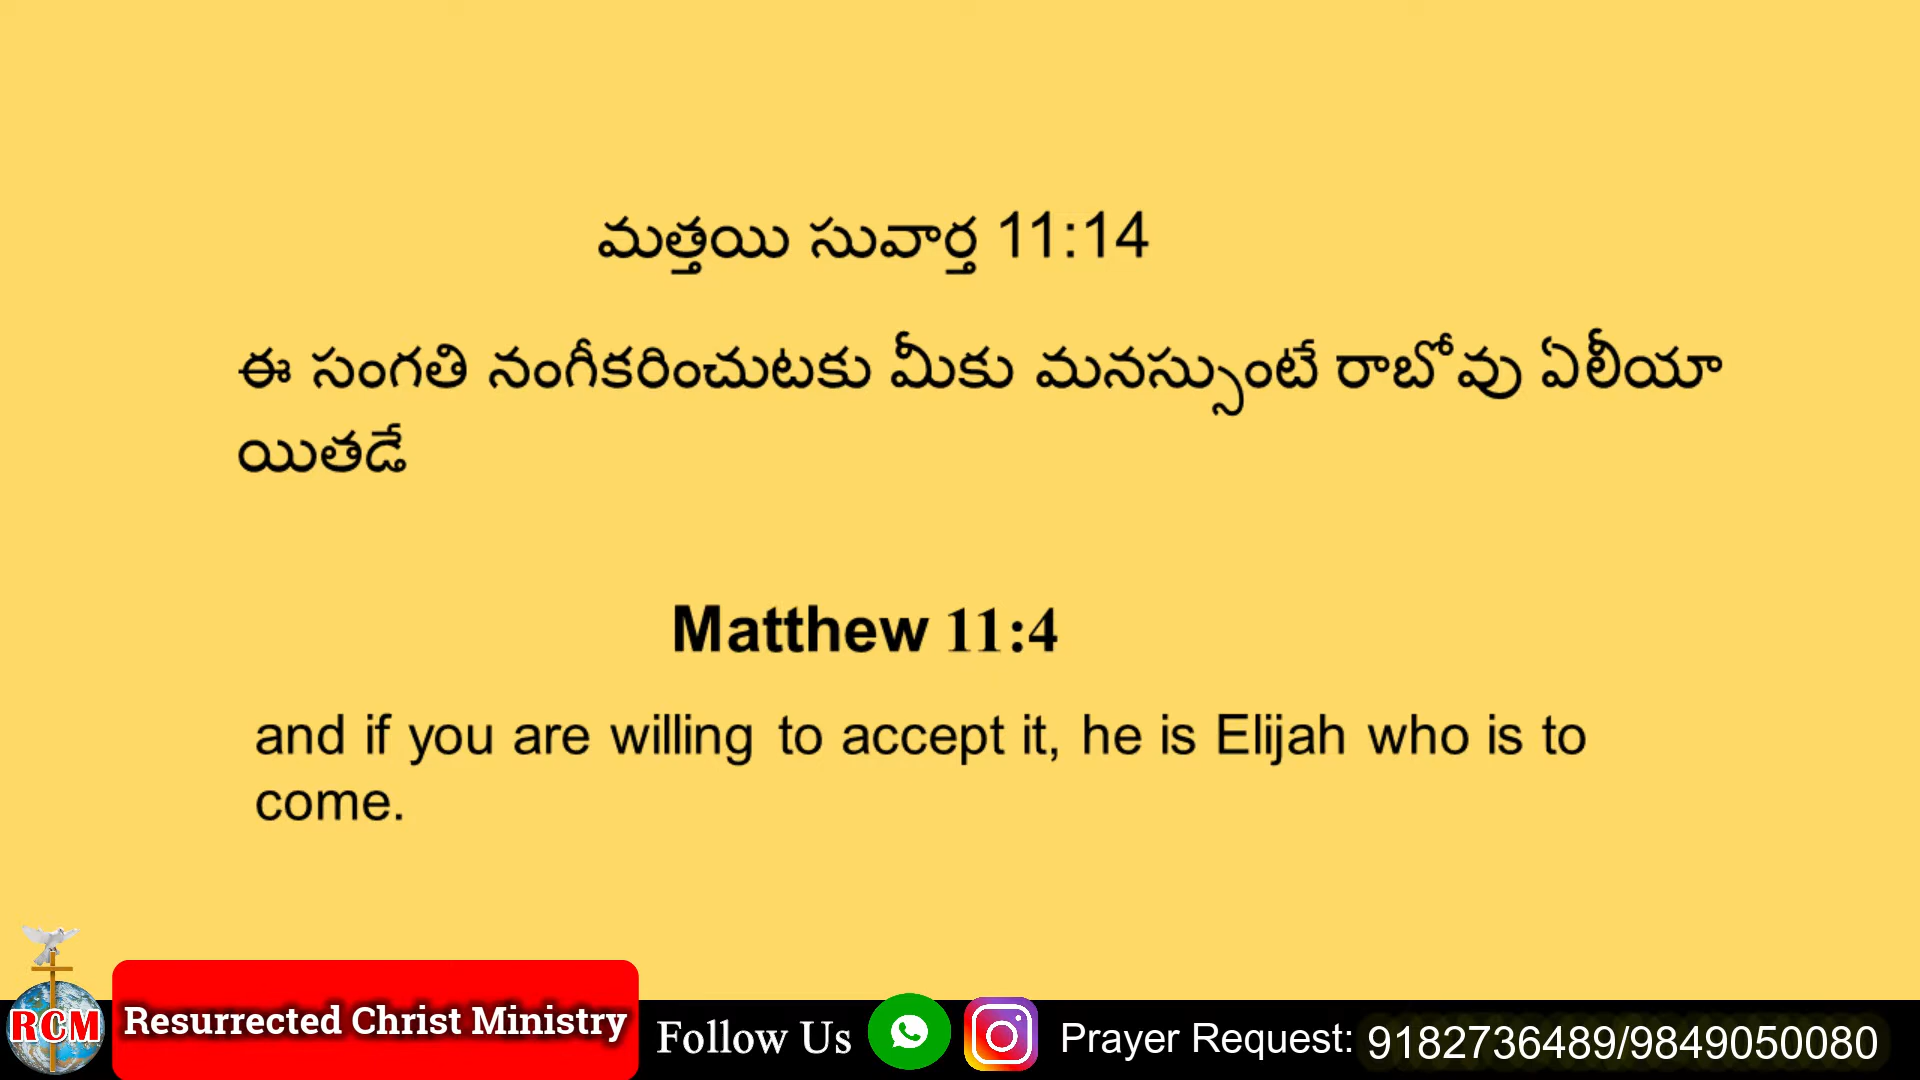 మత్తయి సువార్త 11:14
ఈ సంగతి నంగీకరించుటకు మీకు మనస్సుంటే రాబోవు ఏలీయా
యితడే
Matthew 11:4
and if you are willing to accept it, he is Elijah who is to
come.
RCM
Resurrected Christ Ministry
Follow Us
Prayer Request: 9182736489/9849050080